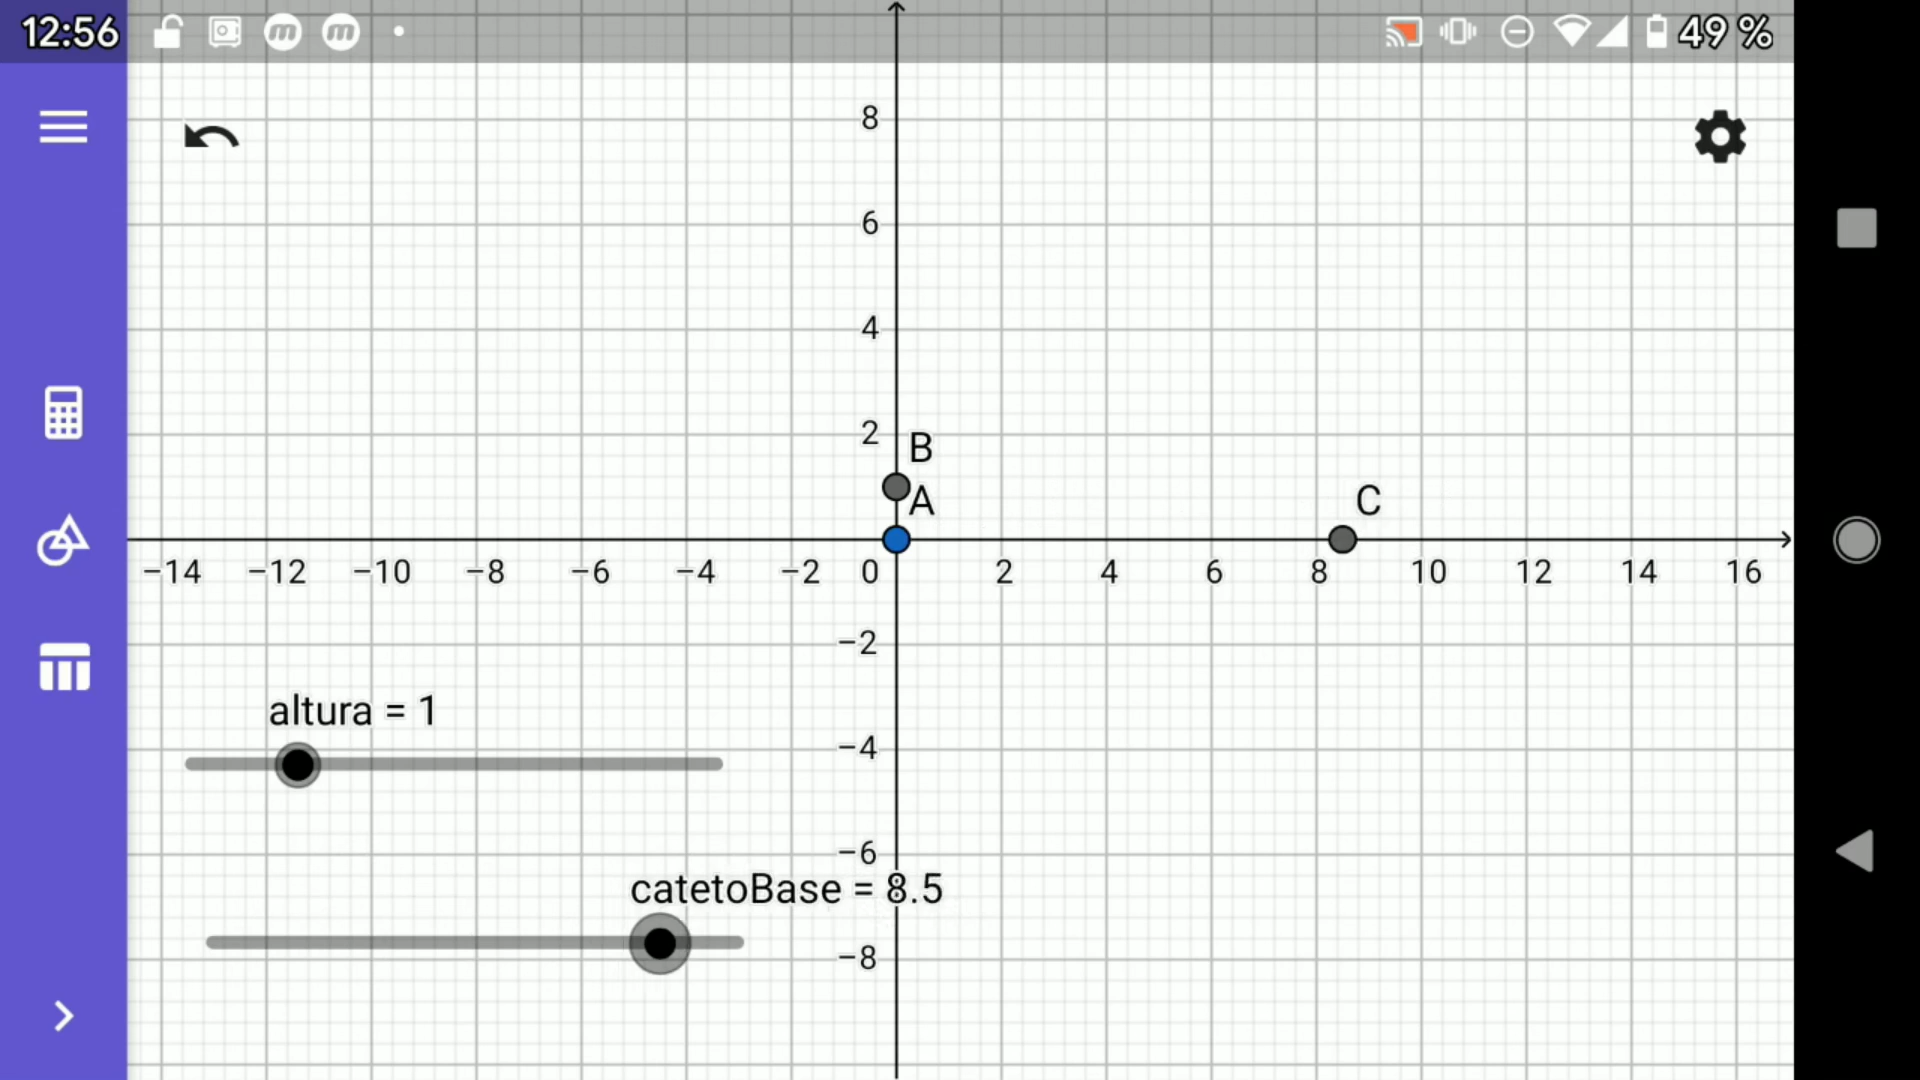 12:56
49 %
8
6
4
2
B
A
C
−14 −12 −10 −8 −6 −4 −2 0 2 4 6 8 10 12 14 16
−2
altura = 1
−4
−6
catetoBase = 8.5
−8